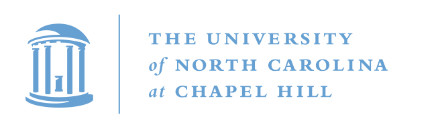 THE UNIVERSITY
of NORTH CAROLINA
at CHAPEL HILL